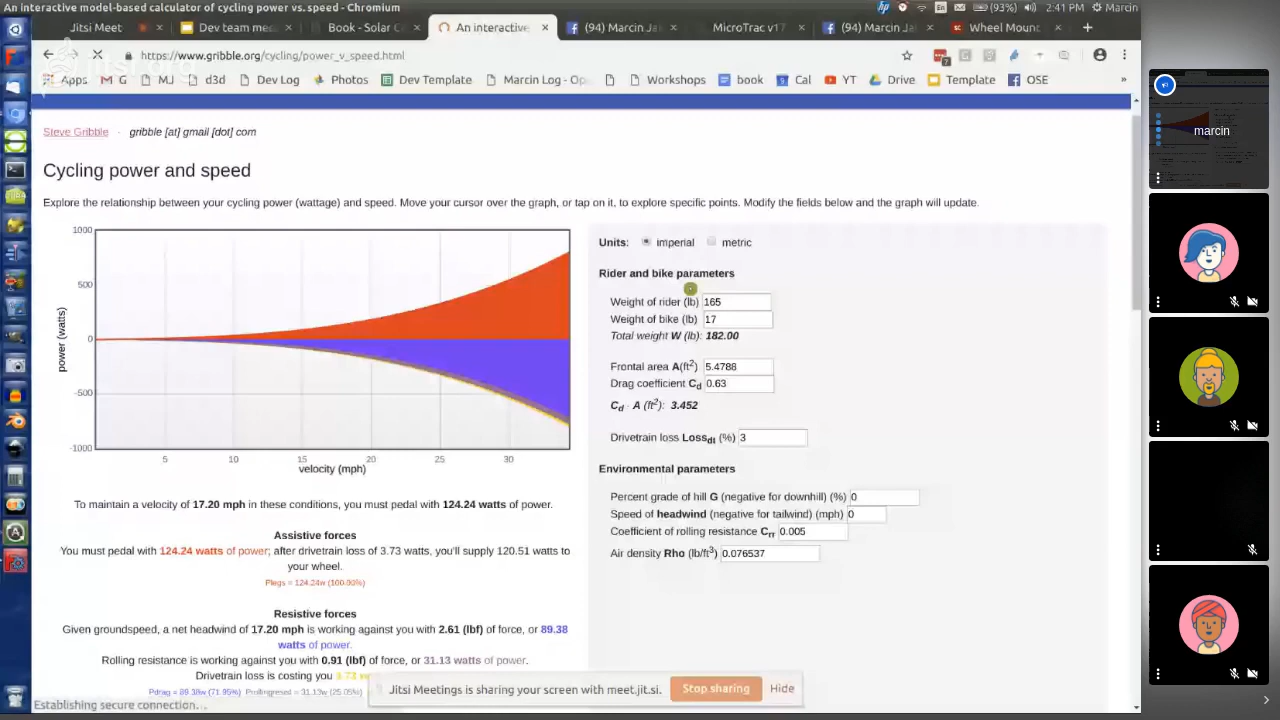 An interactive model-based calculator of cycling power vs. speed - Chromium
En
(93%)
2:41 PM
Marcin
Jitsi Meet
Dev team me
Book - Solar C
An interactive
(94) Marcin Ja
MicroTrac v17
(94) Marcin Ja
Wheel Mount
https://www.gribble.org/cycling/power_v_speed.html
7
Apps
G
MJ
d3d
Dev Log
Photos
Dev Template
Marcin Log - O
Workshops
book
Cal
YT
Drive
Template
OSE
»
Steve Gribble · gribble [at] gmail [dot] com
Cycling power and speed
Explore the relationship between your cycling power (wattage) and speed. Move your cursor over the graph, or tap on it, to explore specific points. Modify the fields below and the graph will update.
1000
500
0
-500
-1000
power (watts)
5 10 15 20 25 30
velocity (mph)
To maintain a velocity of 17.20 mph in these conditions, you must pedal with 124.24 watts of power.
Assistive forces
You must pedal with 124.24 watts of power; after drivetrain loss of 3.73 watts, you'll supply 120.51 watts to
your wheel.
Plegs = 124.24w (100.00%)
Resistive forces
Given groundspeed, a net headwind of 17.20 mph is working against you with 2.61 (lbf) of force, or 89.38
watts of power.
Rolling resistance is working against you with 0.91 (lbf) of force, or 31.13 watts of power.
Drivetrain loss is costing you 3.73 w
Pdrag = 89.38w (71.95%) Prollingresed = 31.13w (25.05%)
Units: imperial metric
Rider and bike parameters
Weight of rider (lb) 165
Weight of bike (lb) 17
Total weight W (lb): 182.00
Frontal area A(ft2) 5.4788
Drag coefficient Cd 0.63
Cd · A (ft2): 3.452
Drivetrain loss Lossdt (%) 3
Environmental parameters
Percent grade of hill G (negative for downhill) (%) 0
Speed of headwind (negative for tailwind) (mph) 0
Coefficient of rolling resistance Crr 0.005
Air density Rho (lb/ft3) 0.076537
Jitsi Meetings is sharing your screen with meet.jit.si.
Stop sharing
Hide
Establishing secure connection...
marcin